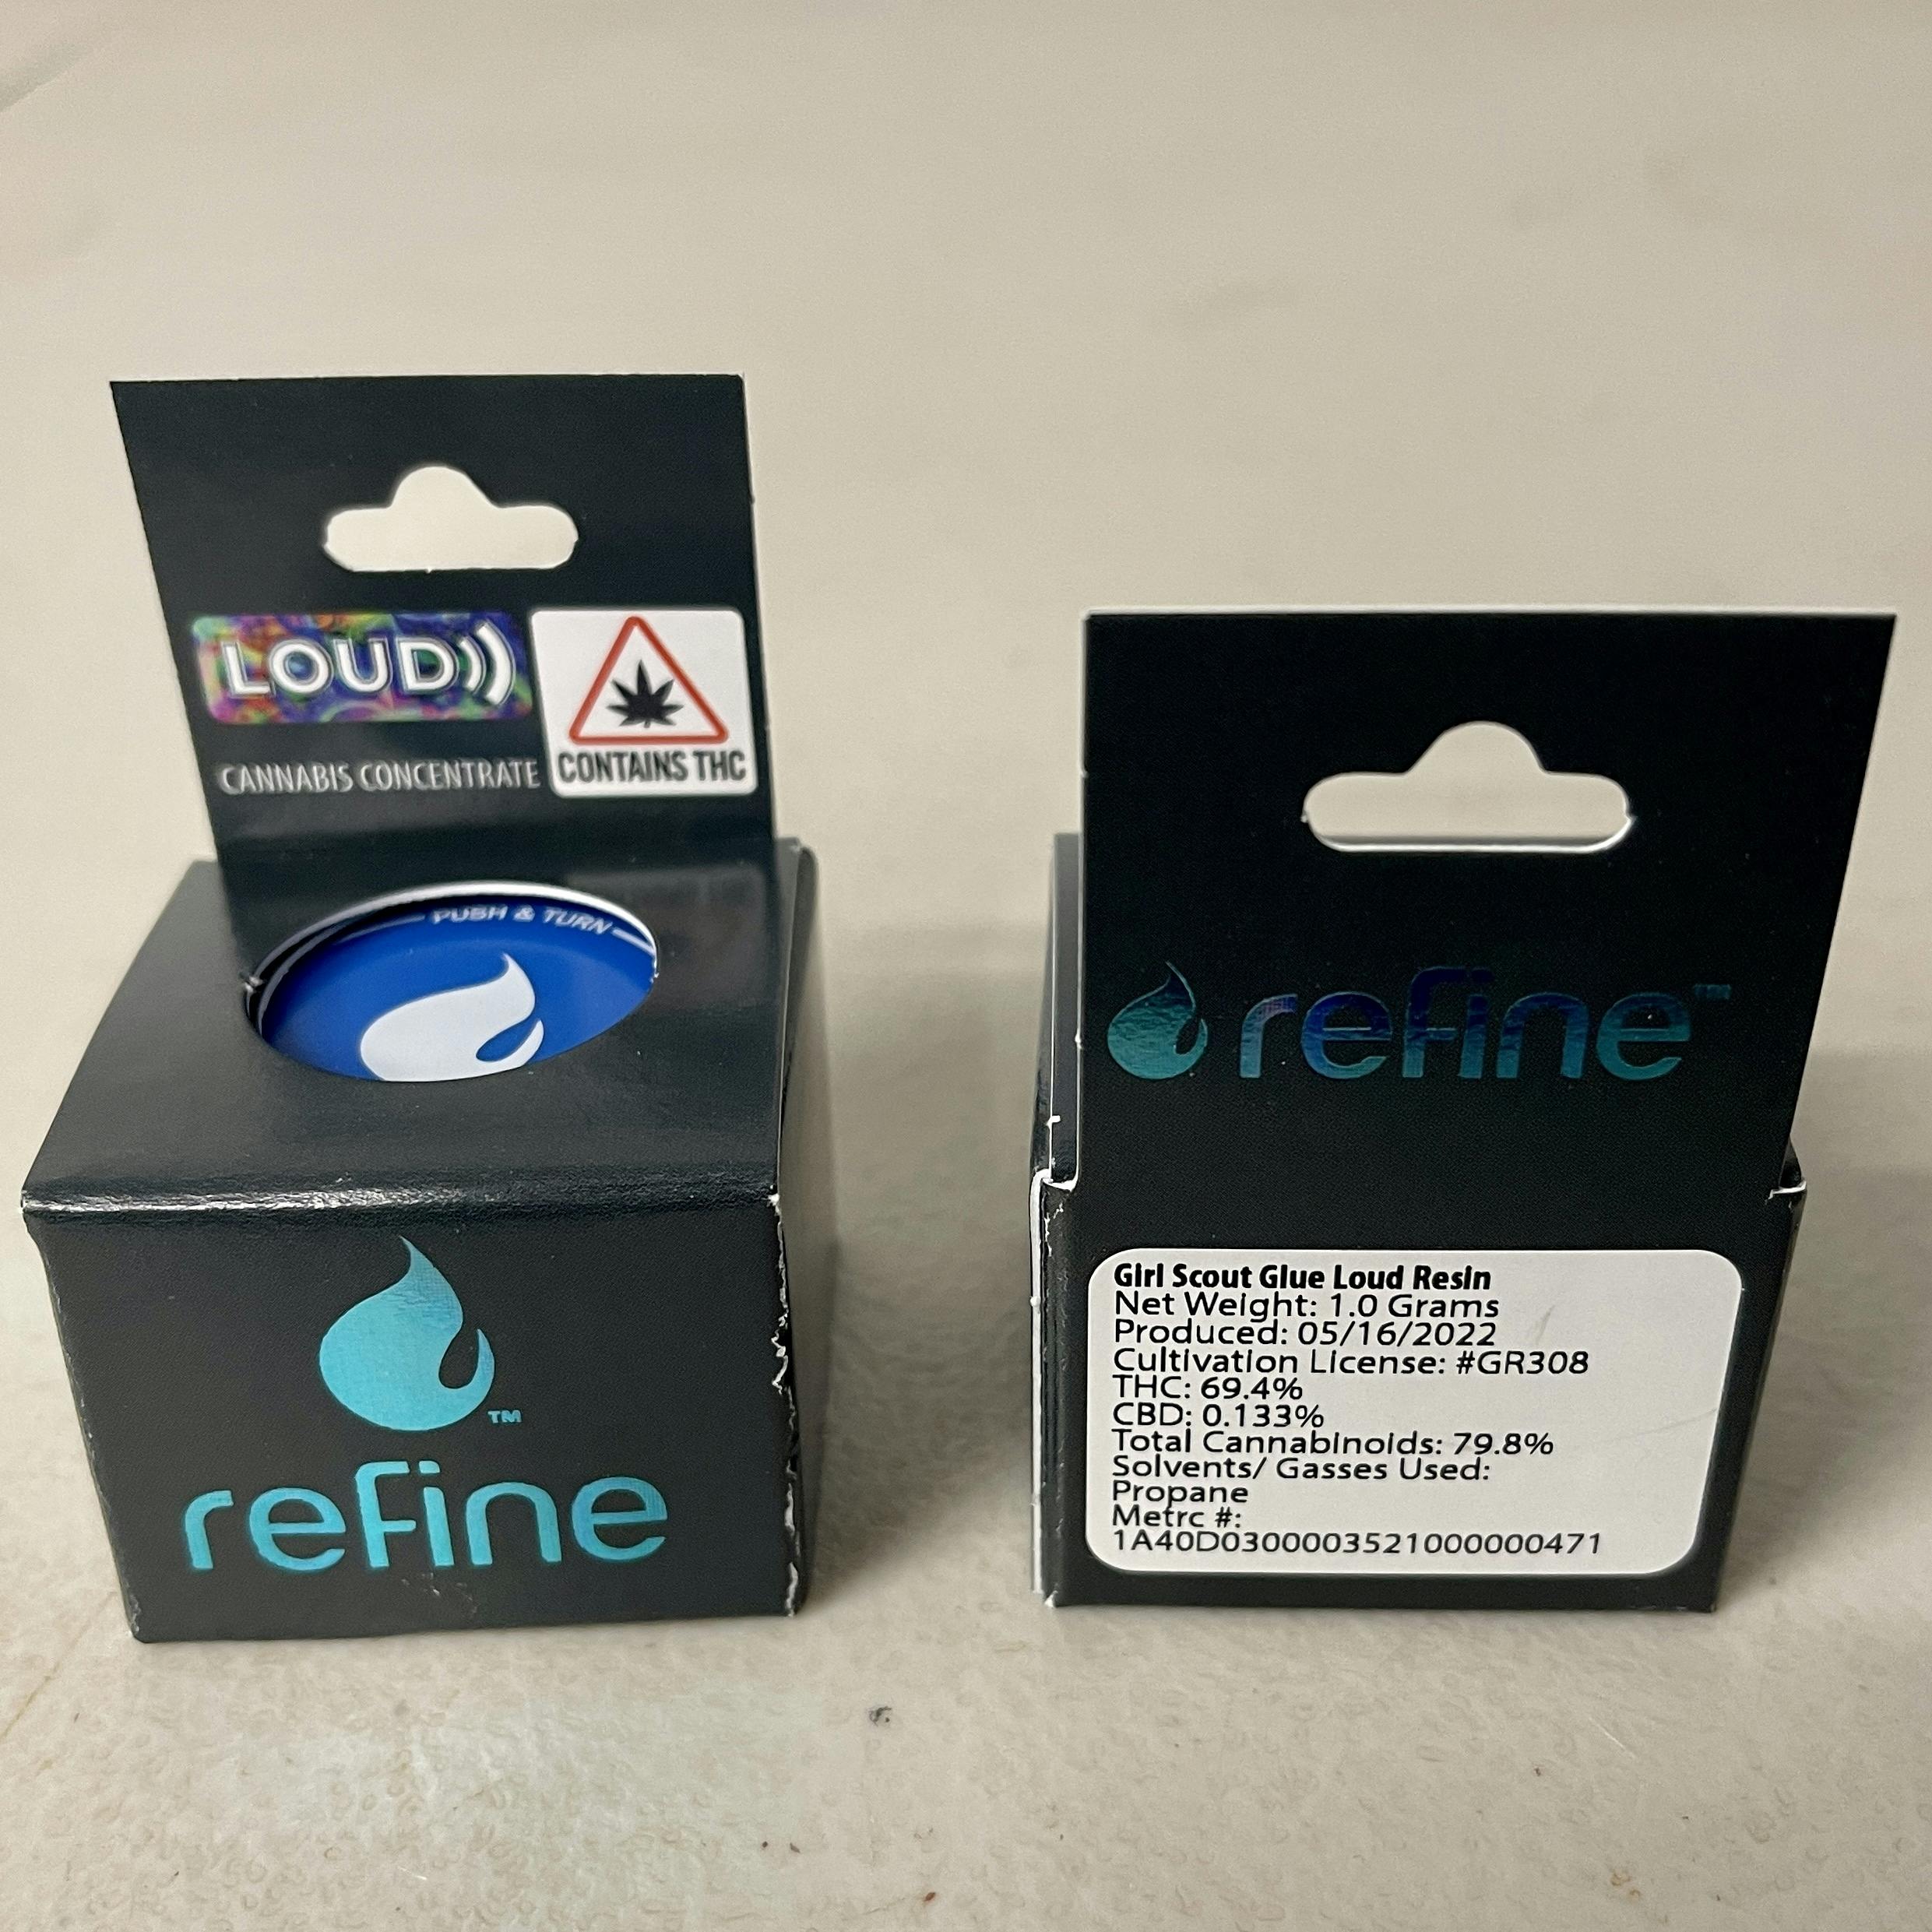 LOUD
CANNABIS CONCENTRATE
CONTAINS THC
PUSH & TURN
™
refine
refine™
Girl Scout Glue Loud Resin
Net Weight: 1.0 Grams
Produced: 05/16/2022
Cultivation License: #GR308
THC: 69.4%
CBD: 0.133%
Total Cannabinoids: 79.8%
Solvents/ Gasses Used:
Propane
Metrc #:
1A40D0300003521000000471